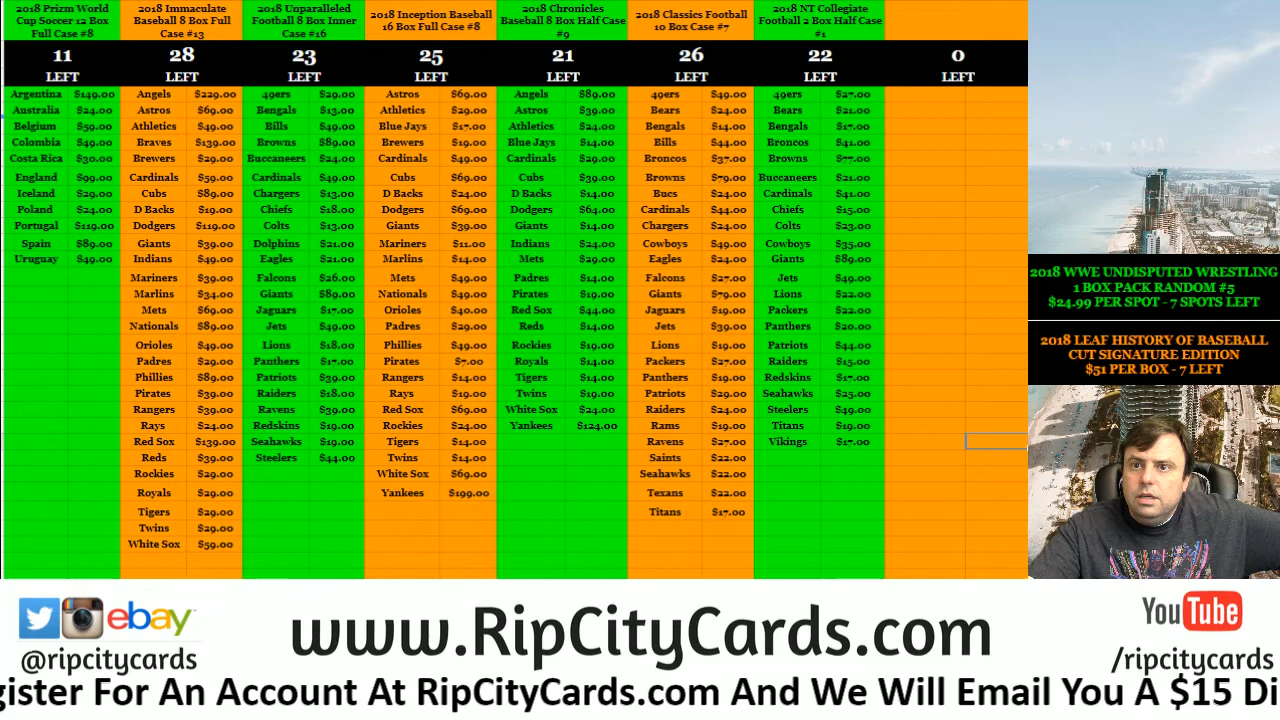 2018 Prizm World
Cup Soccer 12 Box
Full Case #8
11
LEFT
Argentina $149.00
Australia $24.00
Belgium $59.00
Colombia $49.00
Costa Rica $30.00
England $99.00
Iceland $29.00
Poland $24.00
Portugal $119.00
Spain $89.00
Uruguay $49.00
2018 Immaculate
Baseball 8 Box Full
Case #13
28
LEFT
Angels $229.00
Astros $69.00
Athletics $49.00
Braves $139.00
Brewers $29.00
Cardinals $59.00
Cubs $89.00
D Backs $19.00
Dodgers $119.00
Giants $39.00
Indians $49.00
Mariners $39.00
Marlins $34.00
Mets $69.00
Nationals $89.00
Orioles $49.00
Padres $29.00
Phillies $89.00
Pirates $39.00
Rangers $39.00
Rays $24.00
Red Sox $139.00
Reds $39.00
Rockies $29.00
Royals $29.00
Tigers $29.00
Twins $29.00
White Sox $59.00
2018 Unparalleled
Football 8 Box Inner
Case #16
23
LEFT
49ers $29.00
Bengals $13.00
Bills $49.00
Browns $89.00
Buccaneers $24.00
Cardinals $49.00
Chargers $13.00
Chiefs $18.00
Colts $13.00
Dolphins $21.00
Eagles $21.00
Falcons $26.00
Giants $89.00
Jaguars $17.00
Jets $49.00
Lions $18.00
Panthers $17.00
Patriots $39.00
Raiders $18.00
Ravens $39.00
Redskins $19.00
Seahawks $19.00
Steelers $44.00
2018 Inception Baseball
16 Box Full Case #8
25
LEFT
Astros $69.00
Athletics $29.00
Blue Jays $17.00
Brewers $19.00
Cardinals $49.00
Cubs $69.00
D Backs $24.00
Dodgers $69.00
Giants $39.00
Mariners $11.00
Marlins $14.00
Mets $49.00
Nationals $49.00
Orioles $40.00
Padres $29.00
Phillies $49.00
Pirates $7.00
Rangers $14.00
Rays $19.00
Red Sox $69.00
Rockies $24.00
Tigers $14.00
Twins $14.00
White Sox $69.00
Yankees $199.00
2018 Chronicles
Baseball 8 Box Half Case
#9
21
LEFT
Angels $89.00
Astros $39.00
Athletics $24.00
Blue Jays $14.00
Cardinals $29.00
Cubs $39.00
D Backs $14.00
Dodgers $64.00
Giants $14.00
Indians $24.00
Mets $29.00
Padres $14.00
Pirates $19.00
Red Sox $44.00
Reds $14.00
Rockies $19.00
Royals $14.00
Tigers $14.00
Twins $19.00
White Sox $24.00
Yankees $124.00
2018 Classics Football
10 Box Case #7
26
LEFT
49ers $49.00
Bears $24.00
Bengals $14.00
Bills $44.00
Broncos $37.00
Browns $79.00
Bucs $24.00
Cardinals $44.00
Chargers $24.00
Cowboys $49.00
Eagles $24.00
Falcons $27.00
Giants $79.00
Jaguars $19.00
Jets $39.00
Lions $19.00
Packers $27.00
Panthers $19.00
Patriots $29.00
Raiders $24.00
Rams $19.00
Ravens $27.00
Saints $22.00
Seahawks $22.00
Texans $22.00
Titans $17.00
2018 NT Collegiate
Football 2 Box Half Case
#1
22
LEFT
49ers $27.00
Bears $21.00
Bengals $17.00
Broncos $41.00
Browns $77.00
Buccaneers $21.00
Cardinals $41.00
Chiefs $15.00
Colts $23.00
Cowboys $35.00
Giants $89.00
Jets $49.00
Lions $22.00
Packers $22.00
Panthers $20.00
Patriots $44.00
Raiders $15.00
Redskins $17.00
Seahawks $25.00
Steelers $49.00
Titans $19.00
Vikings $17.00
0
LEFT
2018 WWE UNDISPUTED WRESTLING
1 BOX PACK RANDOM #5
$24.99 PER SPOT - 7 SPOTS LEFT
2018 LEAF HISTORY OF BASEBALL
CUT SIGNATURE EDITION
$51 PER BOX - 7 LEFT
ebay
@ripcitycards
www.RipCityCards.com
YouTube
/ripcitycards
gister For An Account At RipCityCards.com And We Will Email You A $15 Di